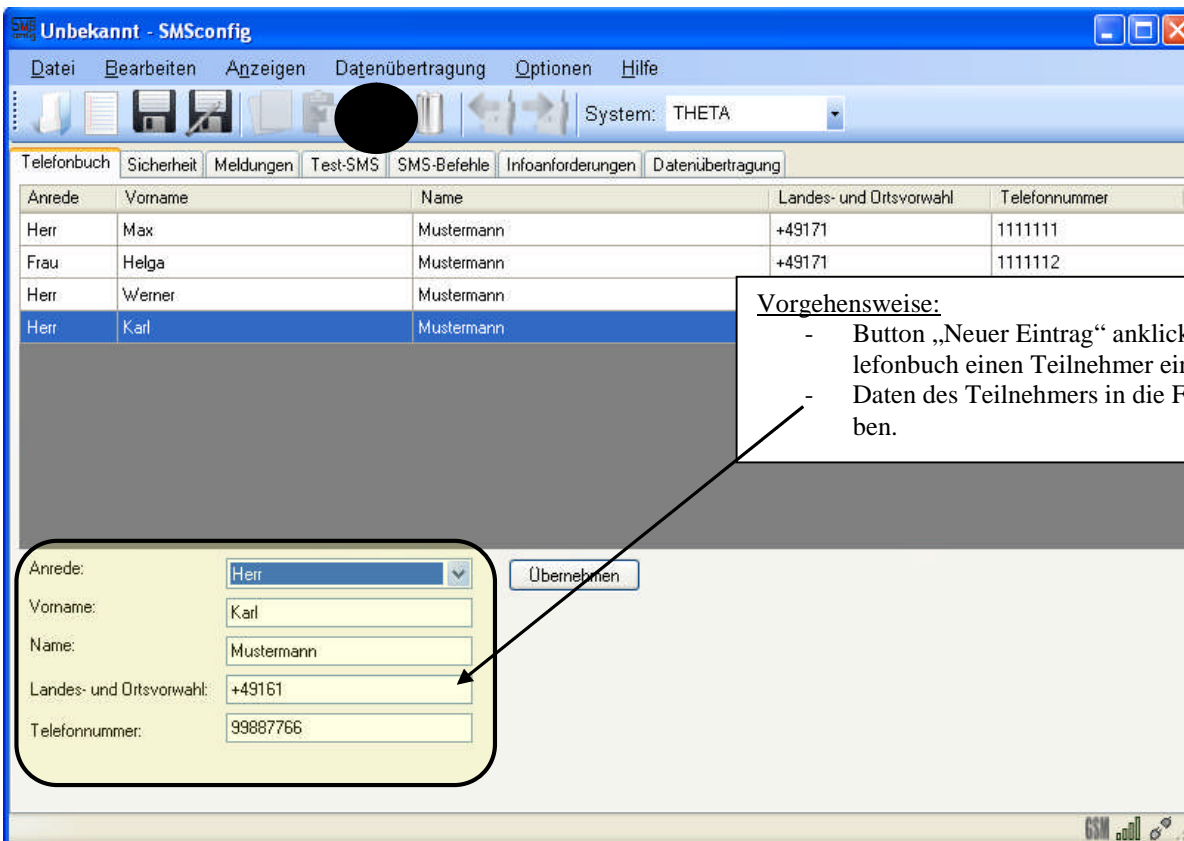 Unbekannt - SMSconfig
Datei Bearbeiten Anzeigen Datenübertragung Optionen Hilfe
System: THETA
Telefonbuch Sicherheit Meldungen Test-SMS SMS-Befehle Infoanforderungen Datenübertragung
Anrede Vorname Name Landes- und Ortsvorwahl Telefonnummer
Herr Max Mustermann +49171 1111111
Frau Helga Mustermann +49171 1111112
Herr Werner Mustermann
Herr Karl Mustermann
Vorgehensweise:
- Button „Neuer Eintrag“ anklick
lefonbuch einen Teilnehmer ein
- Daten des Teilnehmers in die F
ben.
Anrede: Herr Übernehmen
Vorname: Karl
Name: Mustermann
Landes- und Ortsvorwahl: +49161
Telefonnummer: 99887766
GSM